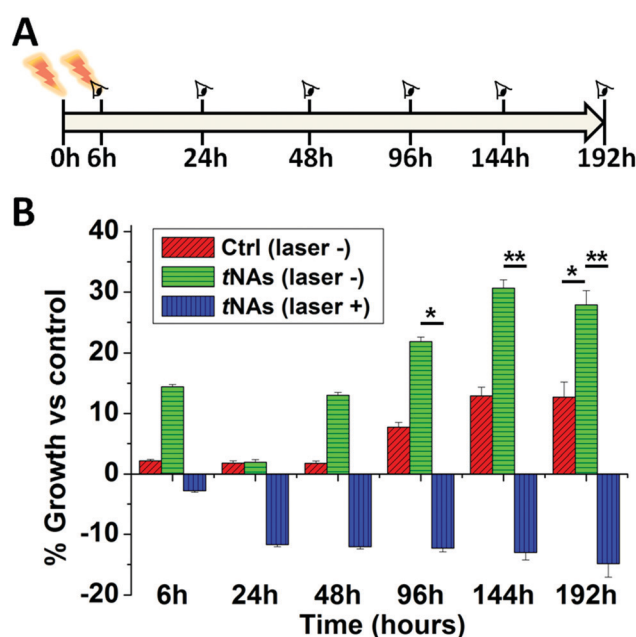 A
0h 6h 24h 48h 96h 144h 192h
B
% Growth vs control
40
30
20
10
0
-10
-20
Ctrl (laser -)
tNAs (laser -)
tNAs (laser +)
*
**
* **
6h 24h 48h 96h 144h 192h
Time (hours)